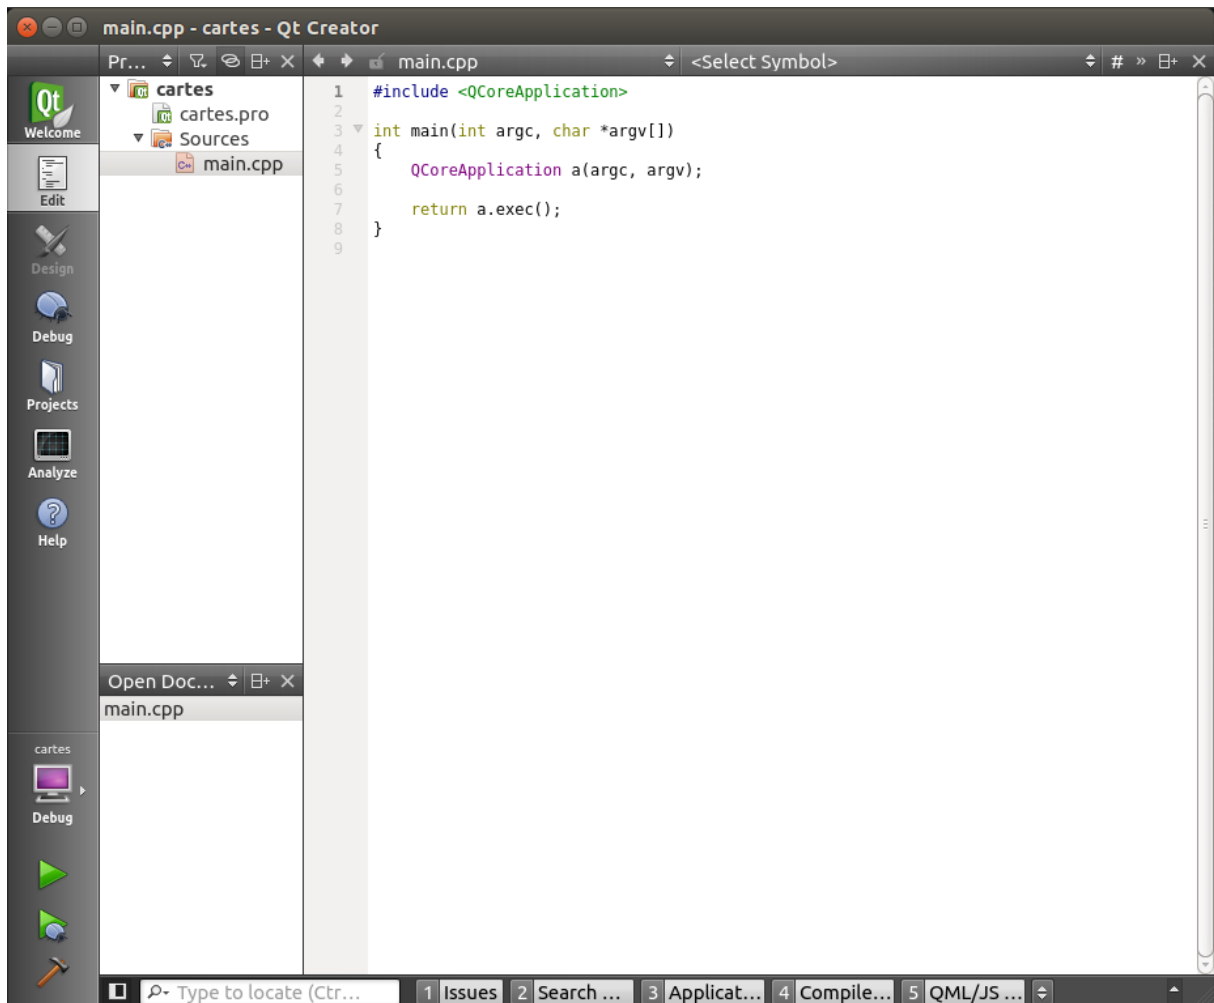 main.cpp - cartes - Qt Creator
Pr... main.cpp <Select Symbol> # »
Qt
Welcome
Edit
Design
Debug
Projects
Analyze
Help
cartes
cartes.pro
Sources
main.cpp
1 #include <QCoreApplication>
2
3 int main(int argc, char *argv[])
4 {
5     QCoreApplication a(argc, argv);
6
7     return a.exec();
8 }
9
Open Doc...
main.cpp
cartes
Debug
Type to locate (Ctr... 1 Issues 2 Search ... 3 Applicat... 4 Compile... 5 QML/JS ...